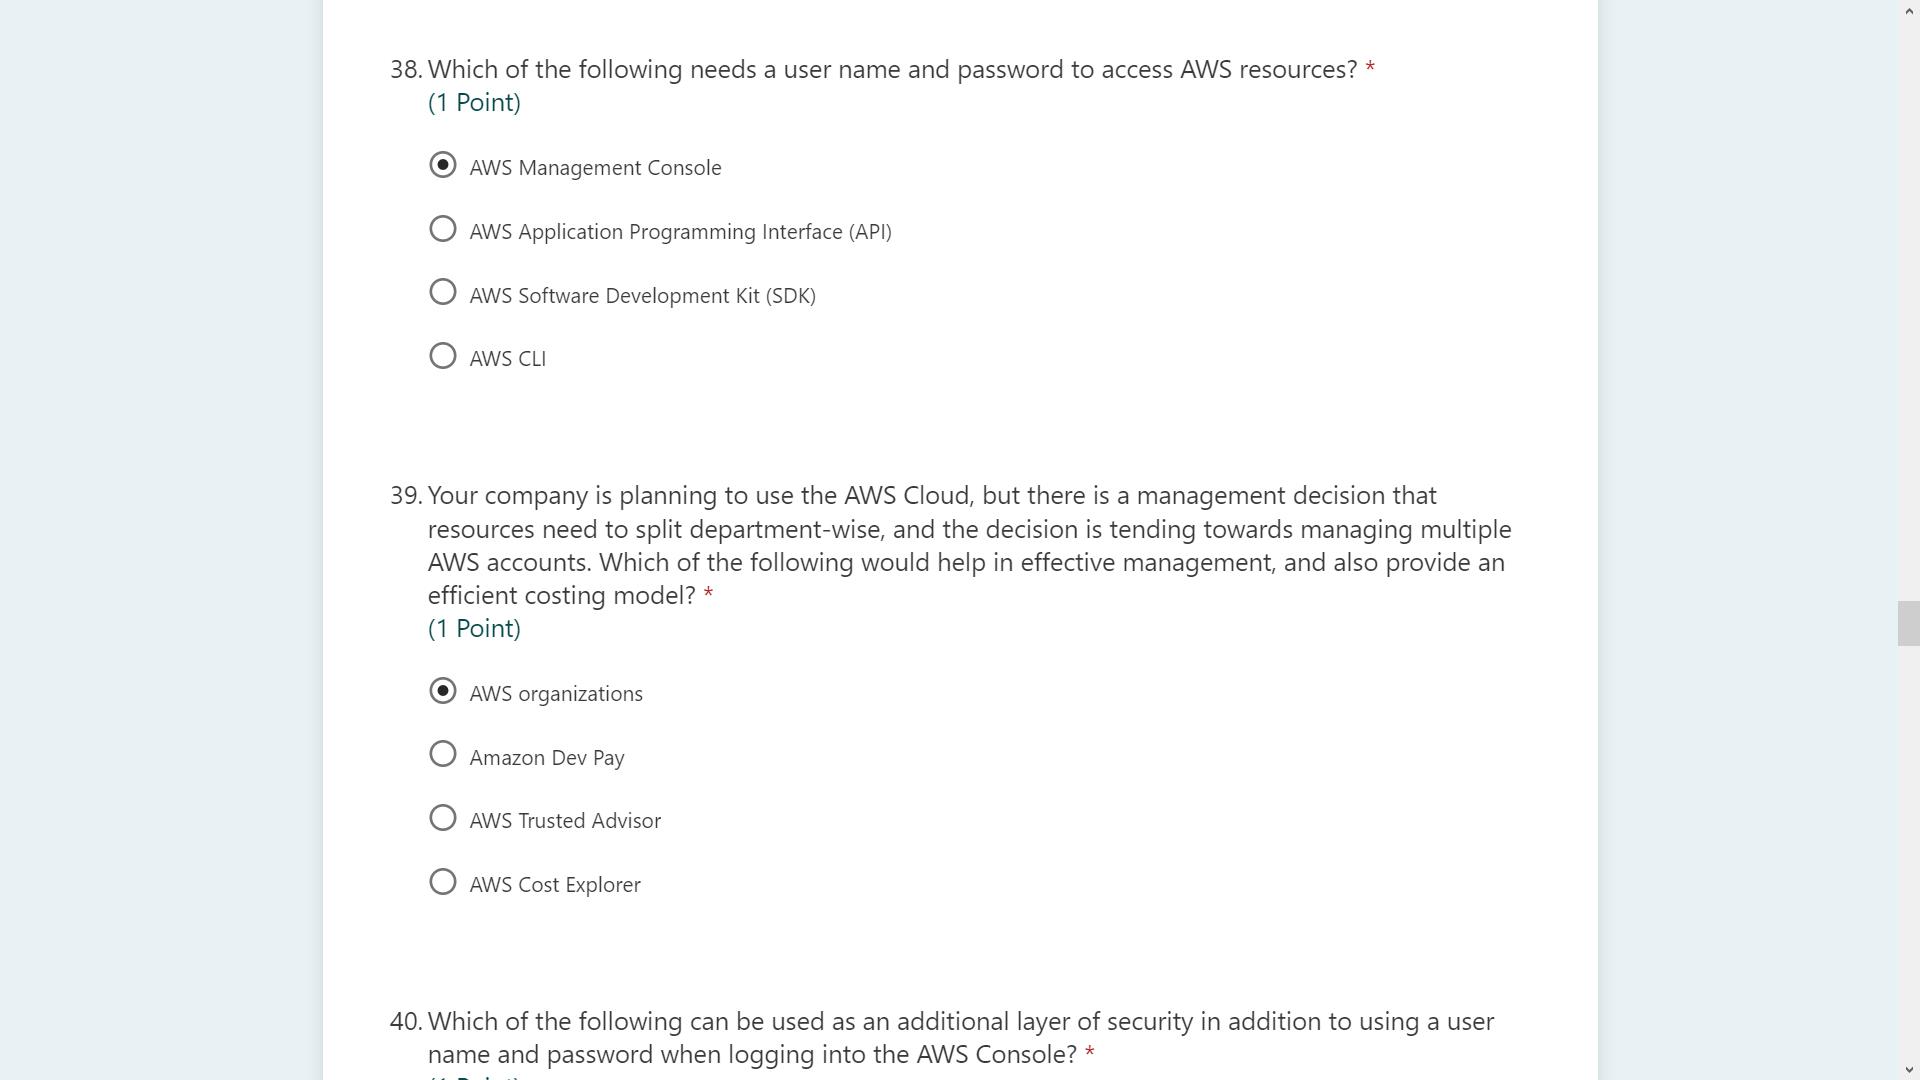 38. Which of the following needs a user name and password to access AWS resources? *
(1 Point)
AWS Management Console
AWS Application Programming Interface (API)
AWS Software Development Kit (SDK)
AWS CLI
39. Your company is planning to use the AWS Cloud, but there is a management decision that
resources need to split department-wise, and the decision is tending towards managing multiple
AWS accounts. Which of the following would help in effective management, and also provide an
efficient costing model? *
(1 Point)
AWS organizations
Amazon Dev Pay
AWS Trusted Advisor
AWS Cost Explorer
40. Which of the following can be used as an additional layer of security in addition to using a user
name and password when logging into the AWS Console? *